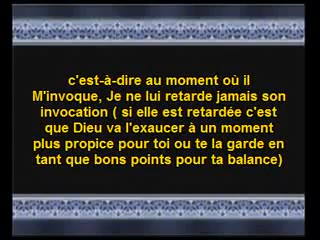 c'est-à-dire au moment où il
M'invoque, Je ne lui retarde jamais son
invocation ( si elle est retardée c'est
que Dieu va l'exaucer à un moment
plus propice pour toi ou te la garde en
tant que bons points pour ta balance)